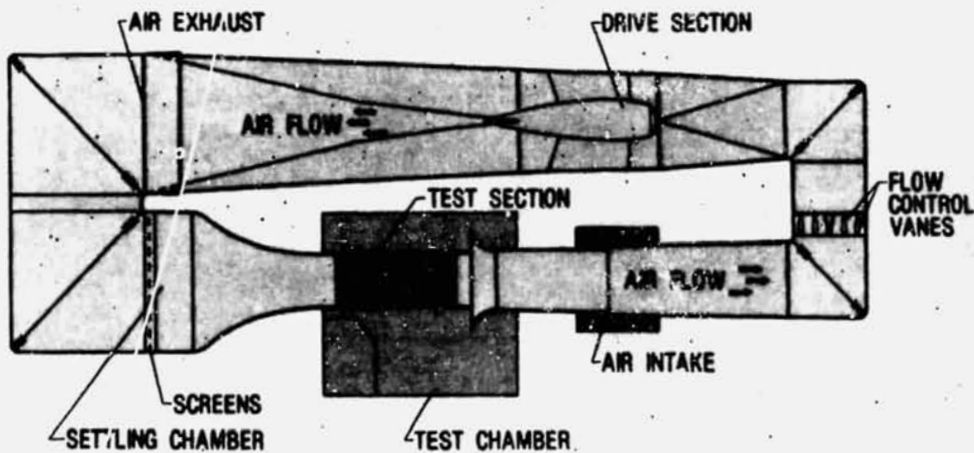 AIR EXHAUST
DRIVE SECTION
AIR FLOW
TEST SECTION
FLOW
CONTROL
VANES
AIR FLOW
AIR INTAKE
SCREENS
SETTLING CHAMBER
TEST CHAMBER